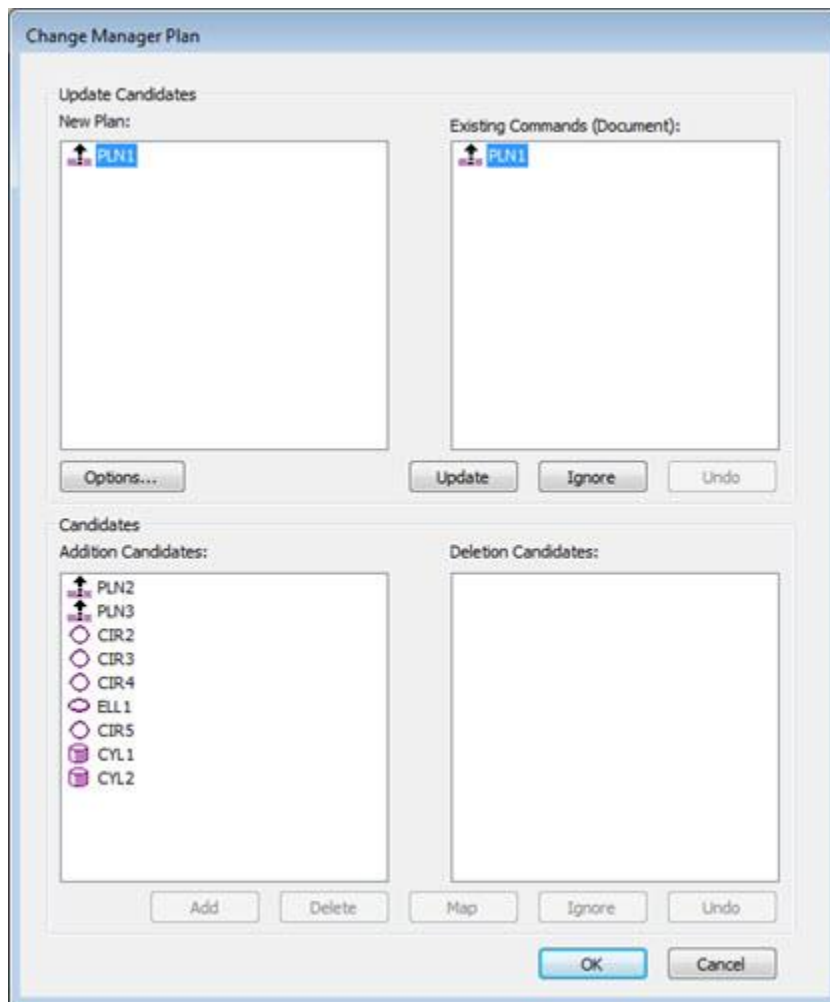 Change Manager Plan
Update Candidates
New Plan:
Existing Commands (Document):
PLN1
PLN1
Options...
Update
Ignore
Undo
Candidates
Addition Candidates:
Deletion Candidates:
PLN2
PLN3
CIR2
CIR3
CIR4
ELL1
CIR5
CYL1
CYL2
Add
Delete
Map
Ignore
Undo
OK
Cancel